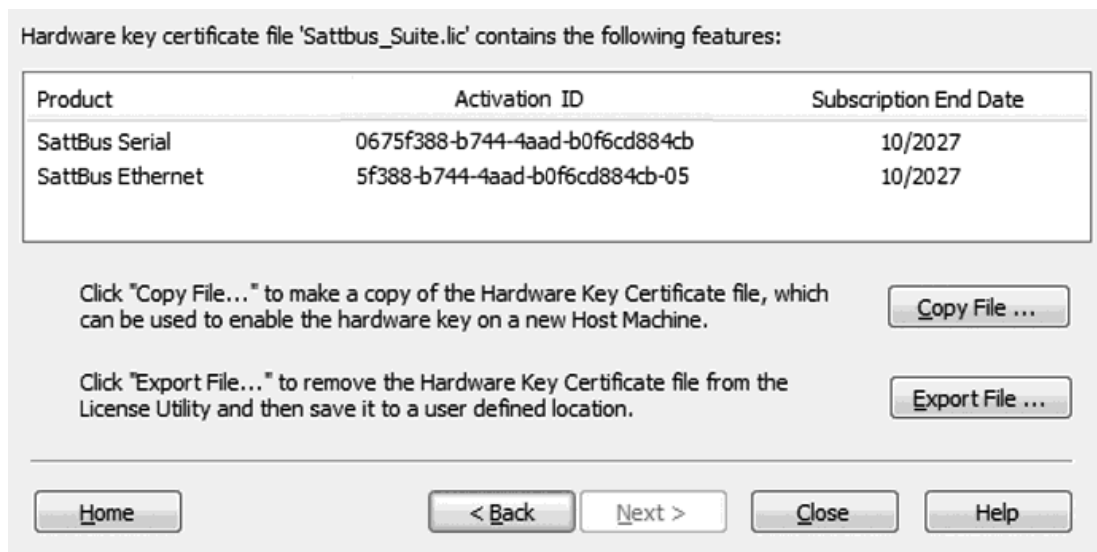 Hardware key certificate file 'Sattbus_Suite.lic' contains the following features:
Product Activation ID Subscription End Date
SattBus Serial 0675f388-b744-4aad-b0f6cd884cb 10/2027
SattBus Ethernet 5f388-b744-4aad-b0f6cd884cb-05 10/2027
Click "Copy File..." to make a copy of the Hardware Key Certificate file, which
can be used to enable the hardware key on a new Host Machine.
Copy File ...
Click "Export File..." to remove the Hardware Key Certificate file from the
License Utility and then save it to a user defined location.
Export File ...
Home < Back Next > Close Help